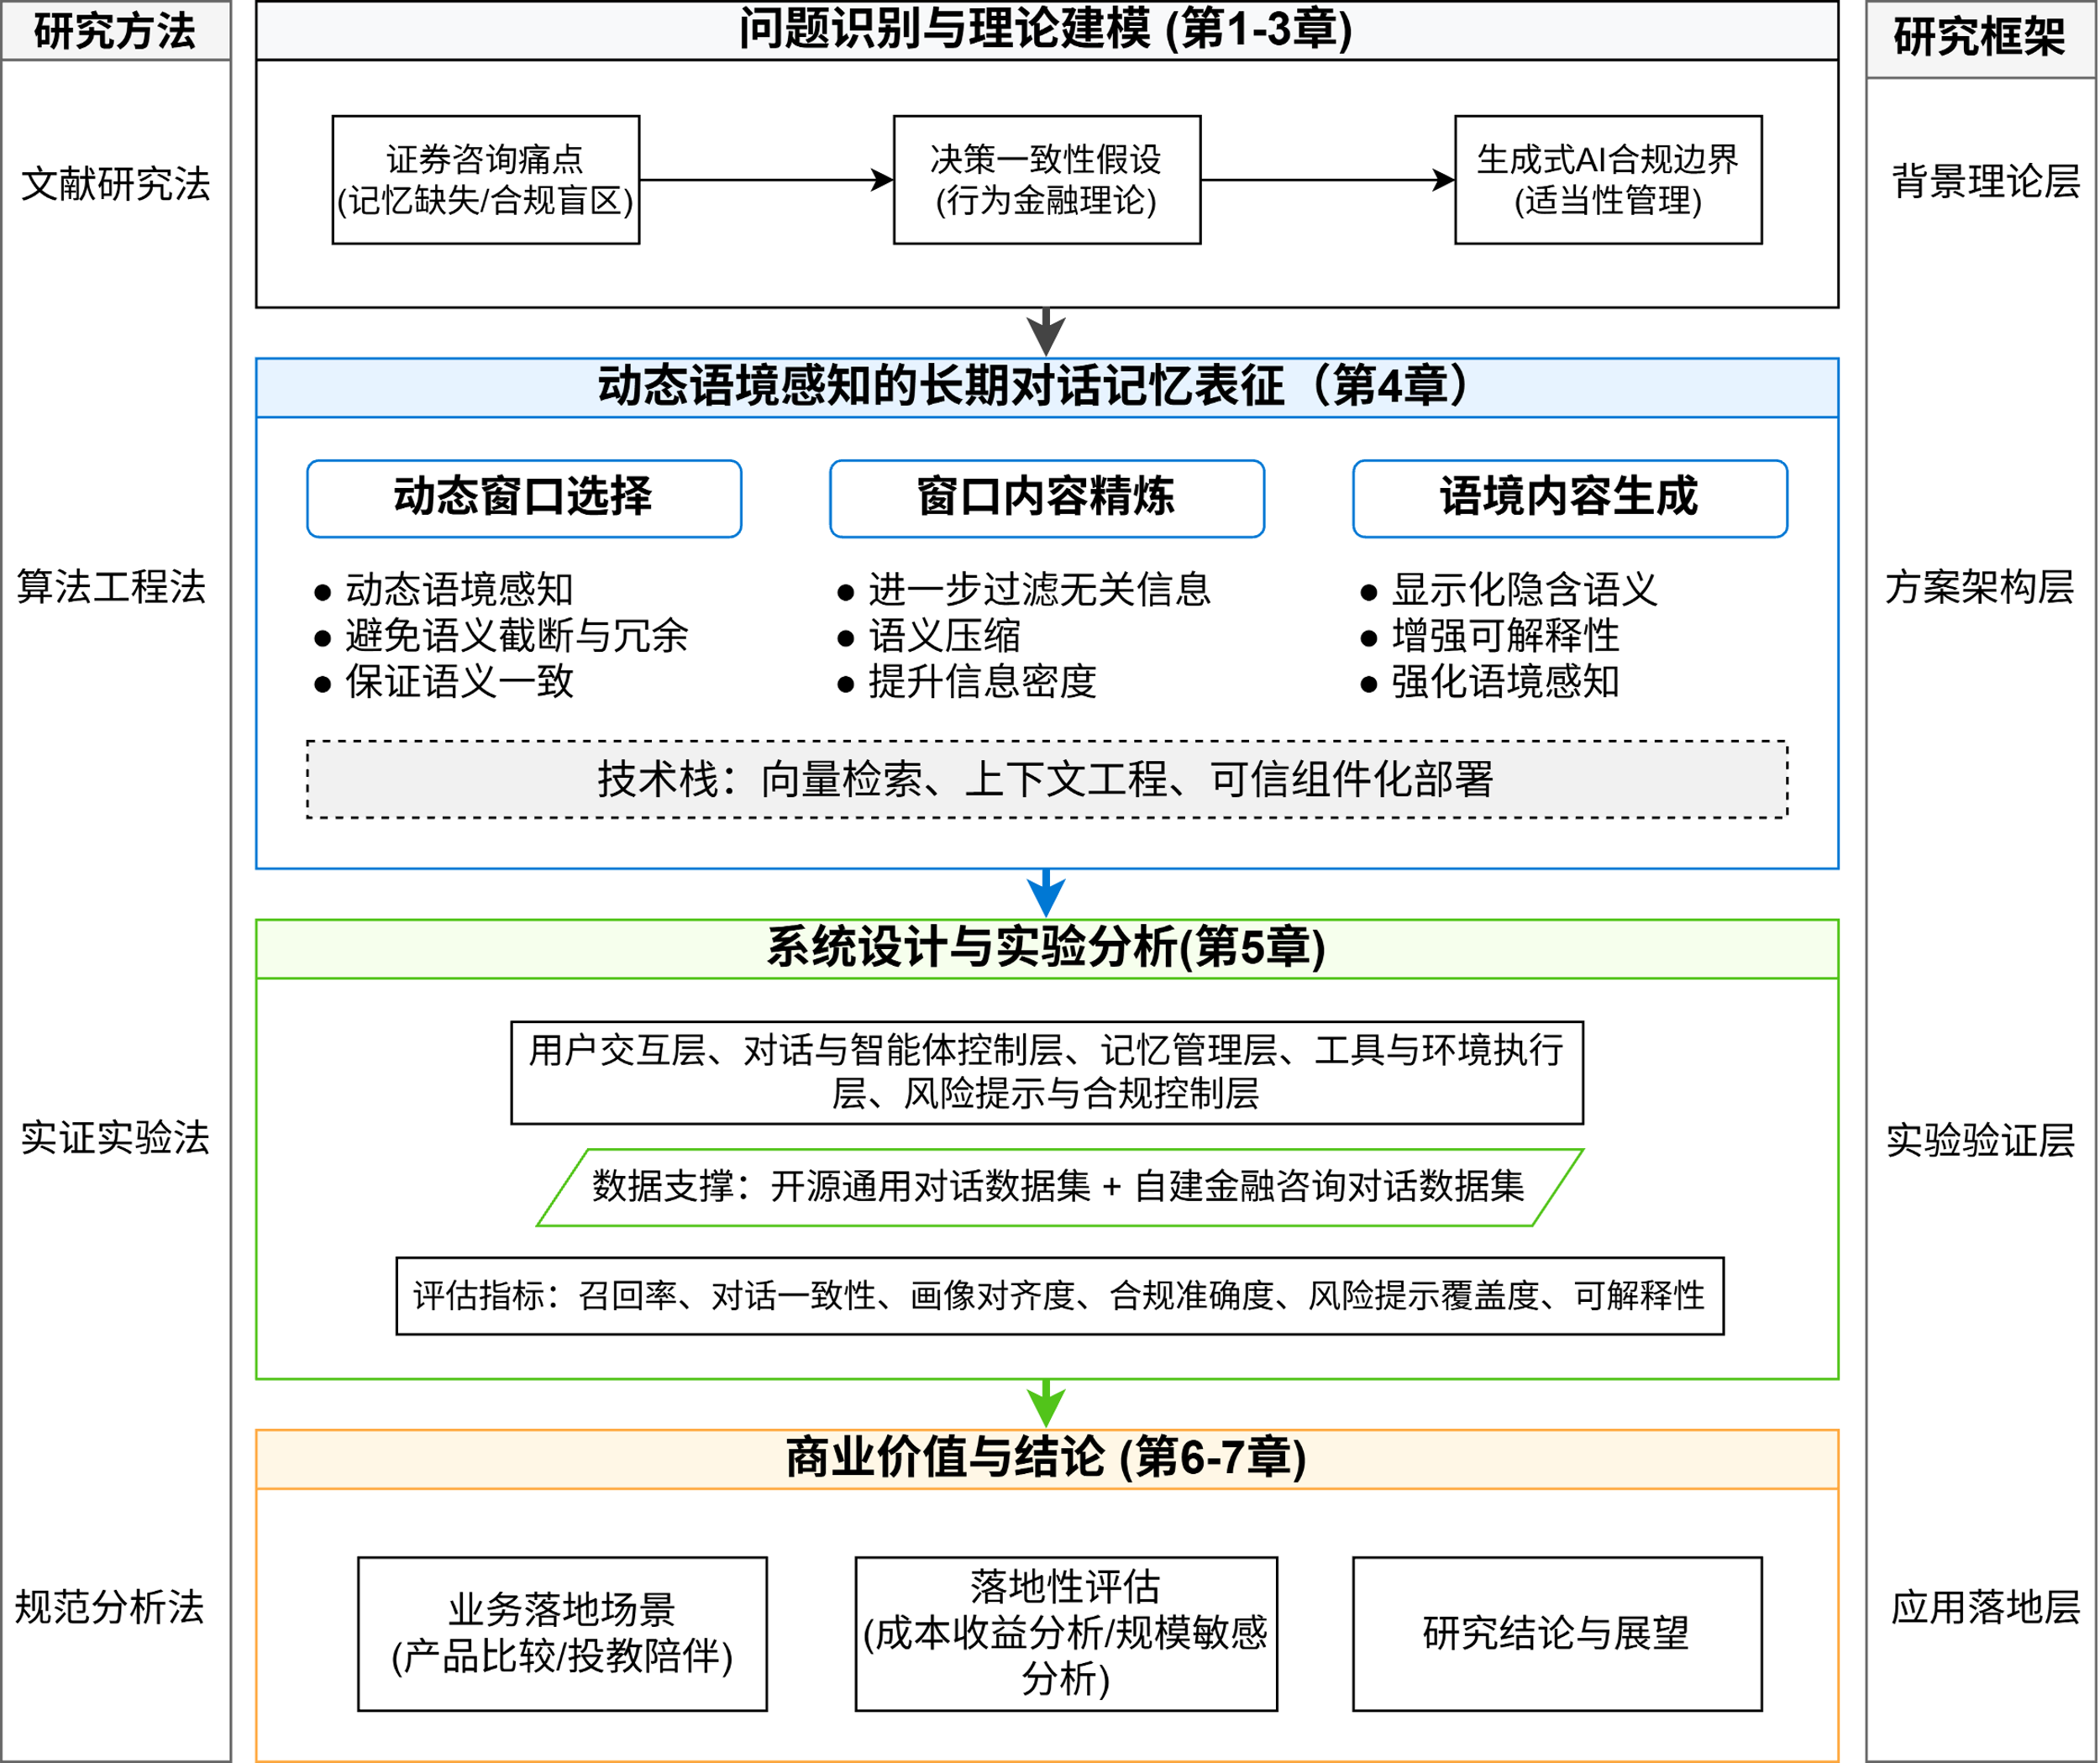 研究方法
文献研究法
算法工程法
实证实验法
规范分析法
问题识别与理论建模 (第1-3章)
证券咨询痛点
(记忆缺失/合规盲区)
决策一致性假设
(行为金融理论)
生成式AI合规边界
(适当性管理)
动态语境感知的长期对话记忆表征（第4章）
动态窗口选择
● 动态语境感知
● 避免语义截断与冗余
● 保证语义一致
窗口内容精炼
● 进一步过滤无关信息
● 语义压缩
● 提升信息密度
语境内容生成
● 显示化隐含语义
● 增强可解释性
● 强化语境感知
技术栈：向量检索、上下文工程、可信组件化部署
系统设计与实验分析(第5章)
用户交互层、对话与智能体控制层、记忆管理层、工具与环境执行
层、风险提示与合规控制层
数据支撑：开源通用对话数据集 + 自建金融咨询对话数据集
评估指标：召回率、对话一致性、画像对齐度、合规准确度、风险提示覆盖度、可解释性
商业价值与结论 (第6-7章)
业务落地场景
(产品比较/投教陪伴)
落地性评估
(成本收益分析/规模敏感
分析)
研究结论与展望
研究框架
背景理论层
方案架构层
实验验证层
应用落地层